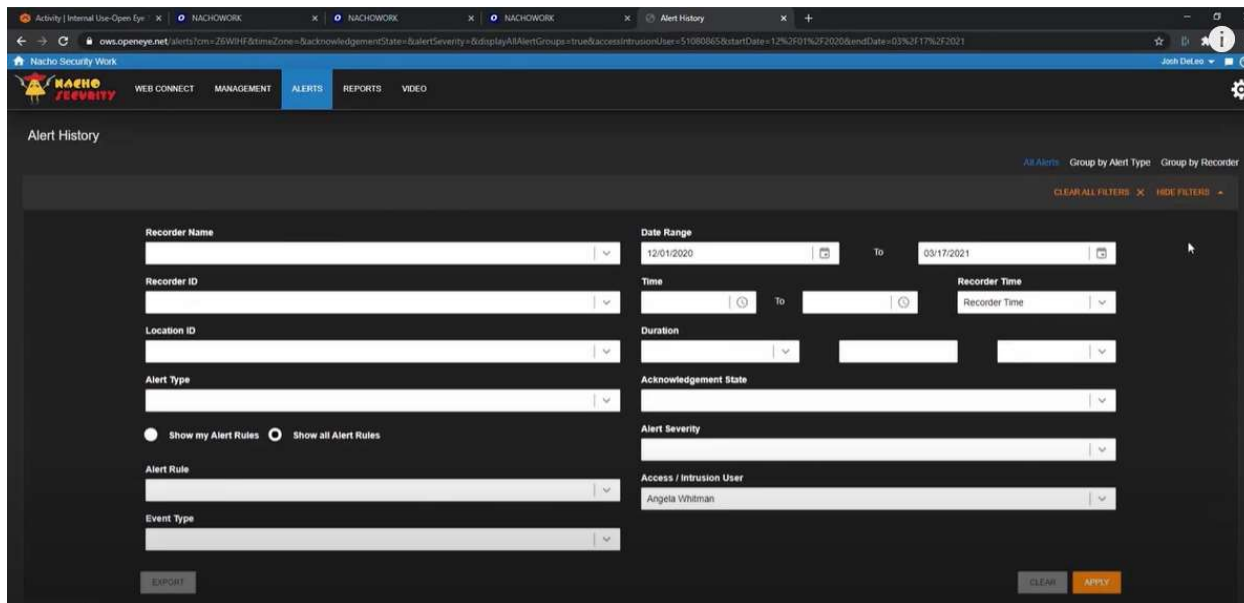 Activity | Internal Use-Open Eye
NACHOWORK
NACHOWORK
NACHOWORK
Alert History
ows.openeye.net/alerts?cm=Z6WIHF&timeZone=&acknowledgementState=&alertSeverity=&displayAllAlertGroups=true&accessIntrusionUser=51080865&startDate=12%2F01%2F2020&endDate=03%2F17%2F2021
Nacho Security Work
Josh DeLeo
NACHO SECURITY
WEB CONNECT MANAGEMENT ALERTS REPORTS VIDEO
Alert History
All Alerts Group by Alert Type Group by Recorder
CLEAR ALL FILTERS X HIDE FILTERS
Recorder Name
Date Range
12/01/2020 To 03/17/2021
Recorder ID
Time
Recorder Time
To
Recorder Time
Location ID
Duration
Alert Type
Acknowledgement State
Show my Alert Rules Show all Alert Rules
Alert Severity
Alert Rule
Access / Intrusion User
Angela Whitman
Event Type
EXPORT
CLEAR APPLY